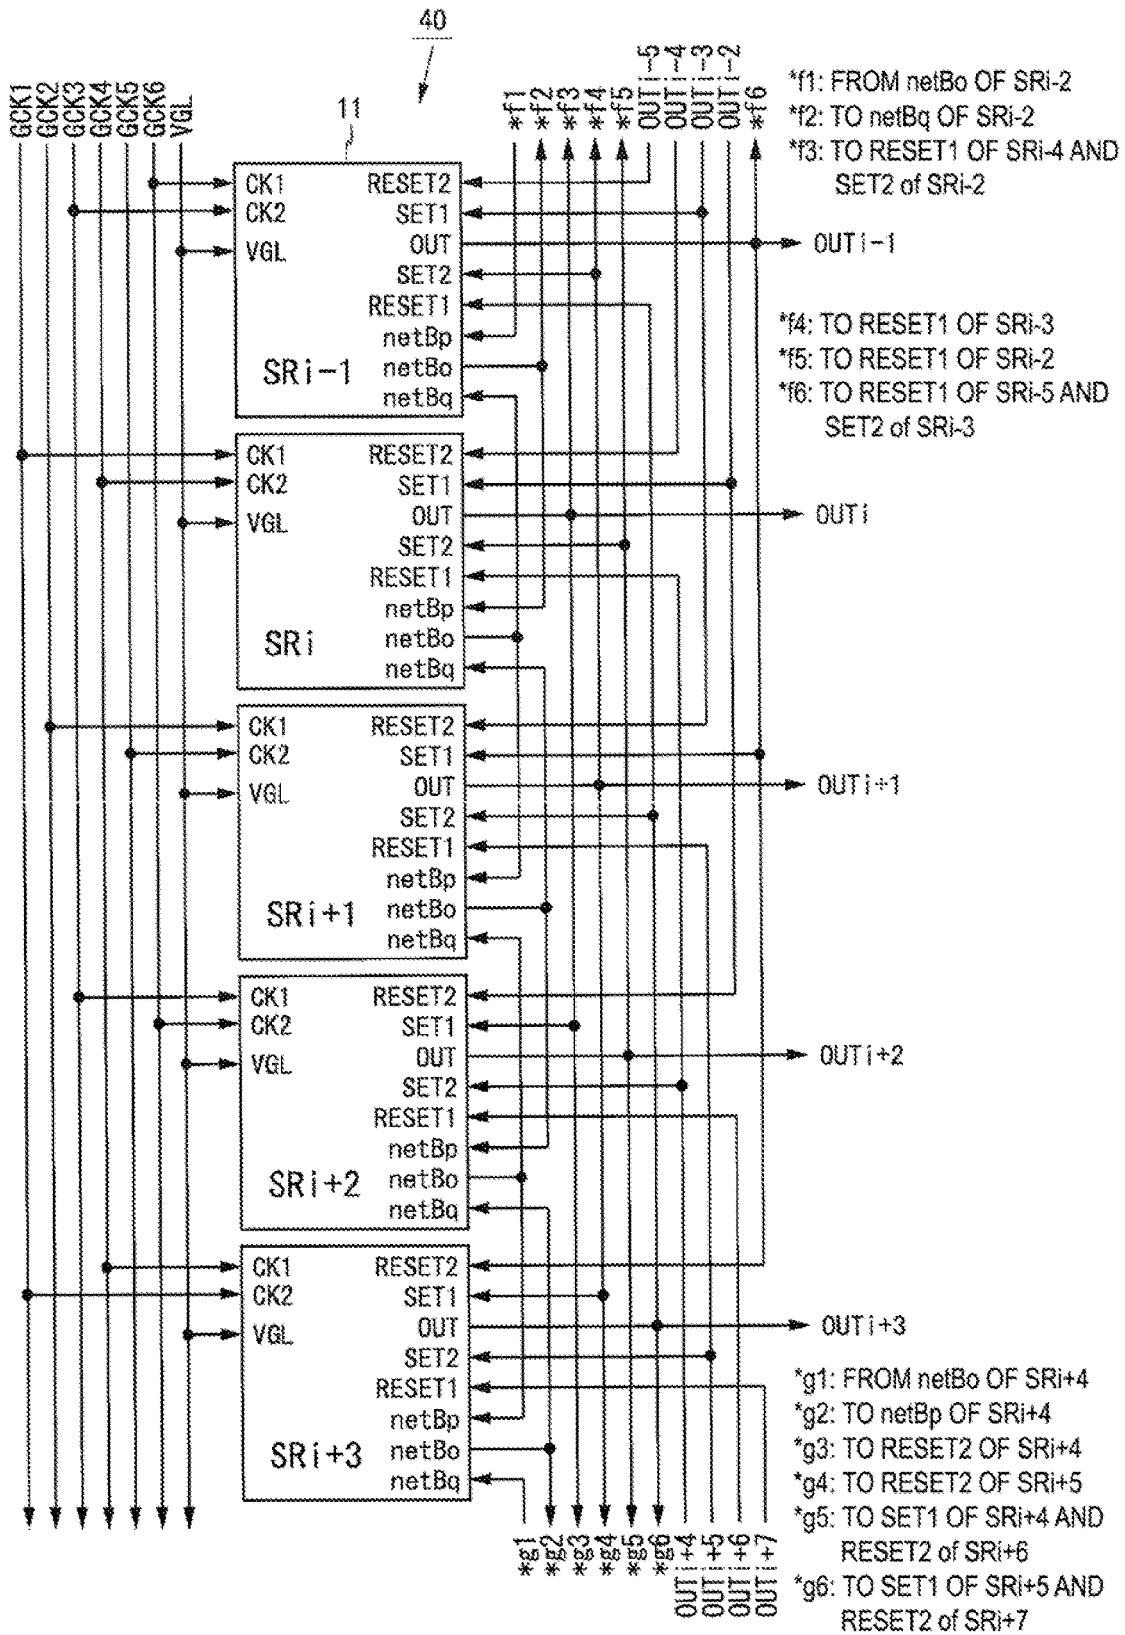 40
GCK1
GCK2
GCK3
GCK4
GCK5
GCK6
VGL
11
*f1
*f2
*f3
*f4
*f5
OUTi-5
OUTi-4
OUTi-3
OUTi-2
*f6
*f1: FROM netBo OF SRi-2
*f2: TO netBq OF SRi-2
*f3: TO RESET1 OF SRi-4 AND
SET2 of SRi-2
CK1
CK2
VGL
RESET2
SET1
OUT
SET2
RESET1
netBp
netBo
netBq
SRi-1
OUTi-1
*f4: TO RESET1 OF SRi-3
*f5: TO RESET1 OF SRi-2
*f6: TO RESET1 OF SRi-5 AND
SET2 of SRi-3
CK1
CK2
VGL
RESET2
SET1
OUT
SET2
RESET1
netBp
netBo
netBq
SRi
OUTi
CK1
CK2
VGL
RESET2
SET1
OUT
SET2
RESET1
netBp
netBo
netBq
SRi+1
OUTi+1
CK1
CK2
VGL
RESET2
SET1
OUT
SET2
RESET1
netBp
netBo
netBq
SRi+2
OUTi+2
CK1
CK2
VGL
RESET2
SET1
OUT
SET2
RESET1
netBp
netBo
netBq
SRi+3
OUTi+3
*g1: FROM netBo OF SRi+4
*g2: TO netBp OF SRi+4
*g3: TO RESET2 OF SRi+4
*g4: TO RESET2 OF SRi+5
*g5: TO SET1 OF SRi+4 AND
RESET2 of SRi+6
*g6: TO SET1 OF SRi+5 AND
RESET2 of SRi+7
*g1
*g2
*g3
*g4
*g5
*g6
OUTi+4
OUTi+5
OUTi+6
OUTi+7